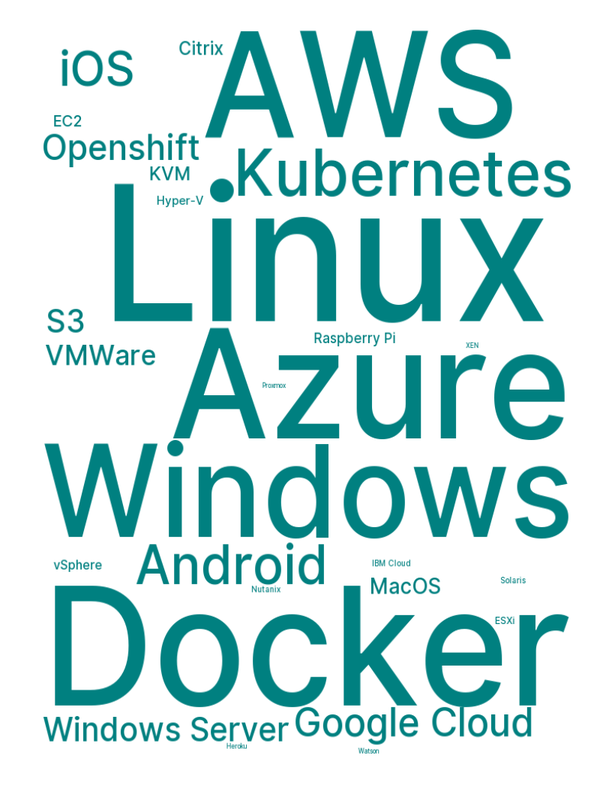 iOS
Citrix
AWS
EC2
Openshift
KVM
Kubernetes
Hyper-V
Linux
S3
VMWare
Raspberry Pi
XEN
Azure
Proxmox
Windows
vSphere
Android
IBM Cloud
MacOS
Solaris
Nutanix
Docker
ESXi
Windows Server
Google Cloud
Heroku
Watson